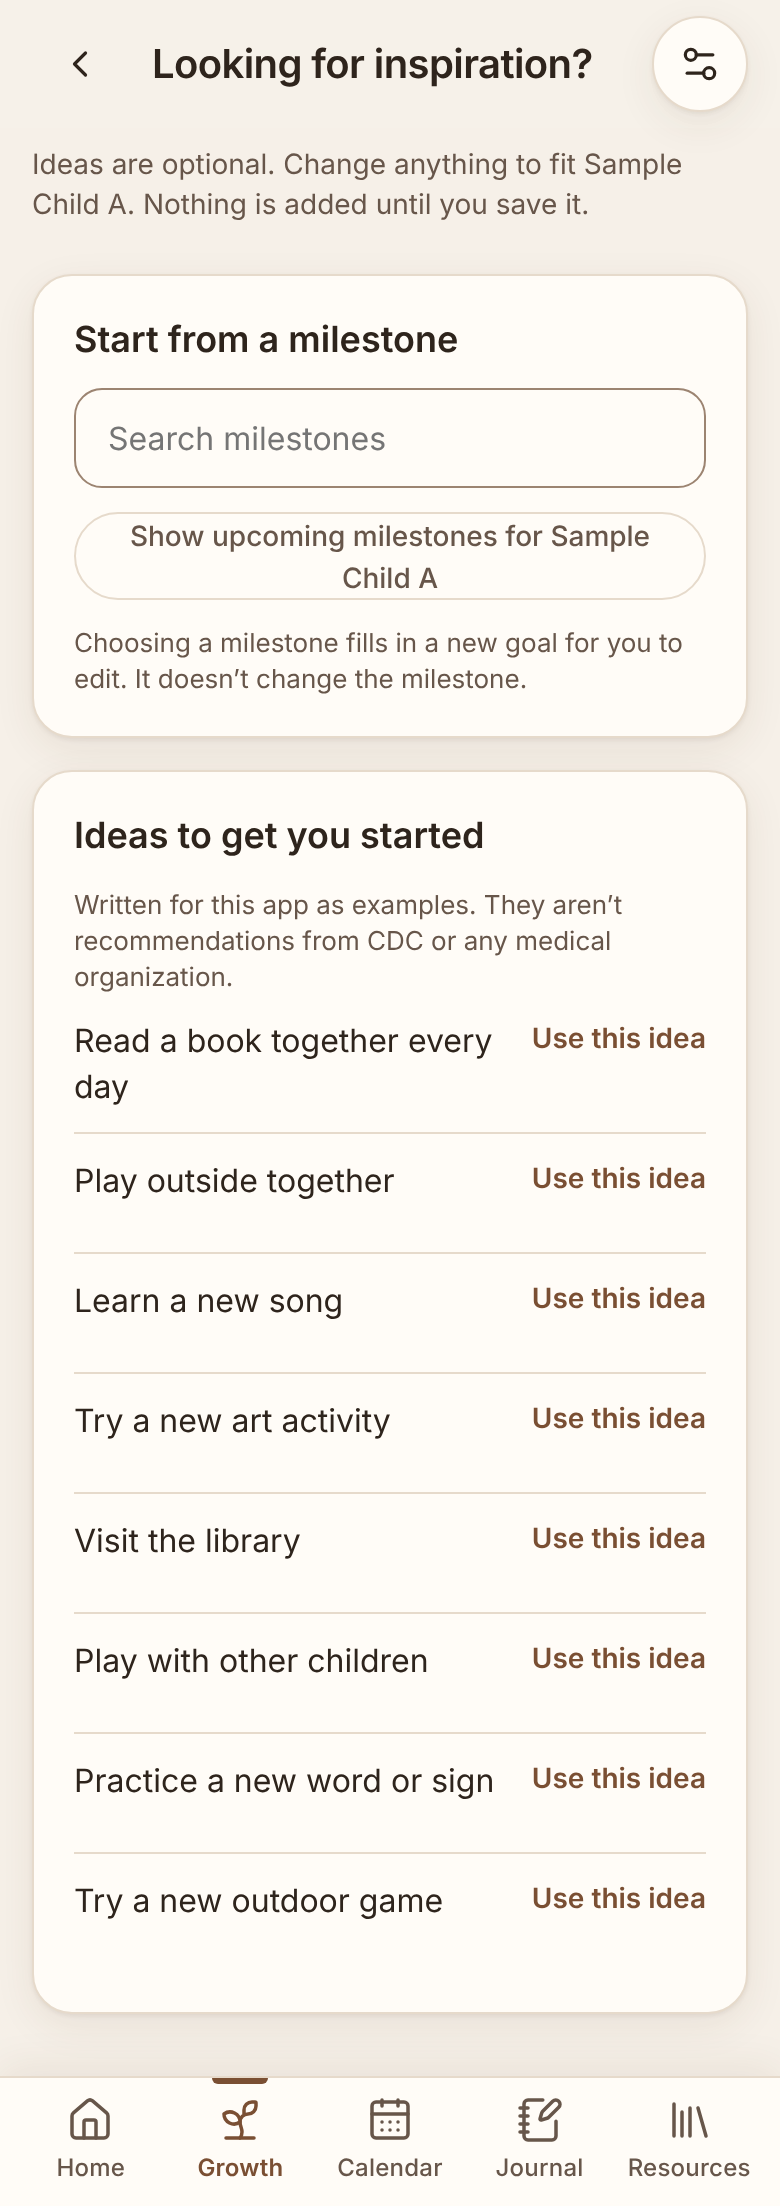 Looking for inspiration?
Ideas are optional. Change anything to fit Sample
Child A. Nothing is added until you save it.
Start from a milestone
Search milestones
Show upcoming milestones for Sample
Child A
Choosing a milestone fills in a new goal for you to
edit. It doesn’t change the milestone.
Ideas to get you started
Written for this app as examples. They aren’t
recommendations from CDC or any medical
organization.
Read a book together every
day
Use this idea
Play outside together
Use this idea
Learn a new song
Use this idea
Try a new art activity
Use this idea
Visit the library
Use this idea
Play with other children
Use this idea
Practice a new word or sign
Use this idea
Try a new outdoor game
Use this idea
Home
Growth
Calendar
Journal
Resources